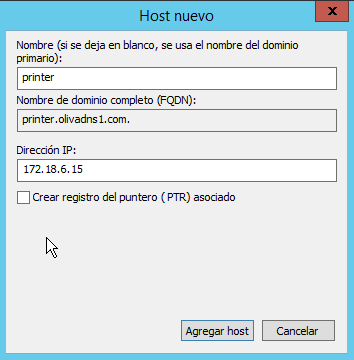 Host nuevo
x
Nombre (si se deja en blanco, se usa el nombre del dominio
primario):
printer
Nombre de dominio completo (FQDN):
printer.olivadns1.com.
Dirección IP:
172.18.6.15
Crear registro del puntero (PTR) asociado
Agregar host
Cancelar